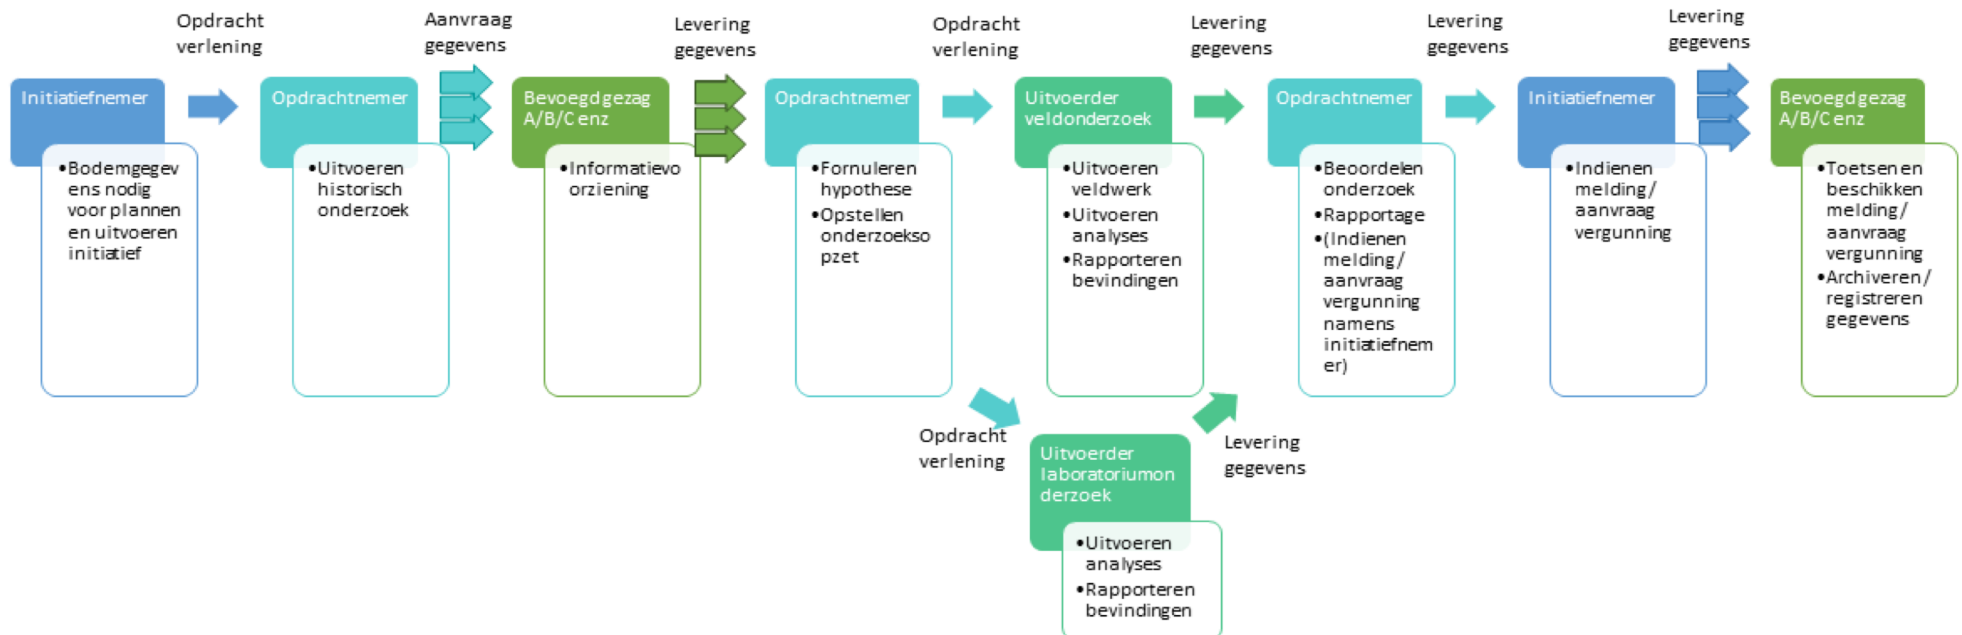 Opdracht
verlening
Aanvraag
gegevens
Levering
gegevens
Opdracht
verlening
Levering
gegevens
Levering
gegevens
Levering
gegevens
Initiatiefnemer
•Bodemgegev
ens nodig
voor plannen
en uitvoeren
initiatief
Opdrachtnemer
•Uitvoeren
historisch
onderzoek
Bevoegd gezag
A/B/C enz
•Informatievo
orziening
Opdrachtnemer
•Fornuleren
hypothese
•Opstellen
onderzoekso
pzet
Uitvoerder
veldonderzoek
•Uitvoeren
veldwerk
•Uitvoeren
analyses
•Rapporteren
bevindingen
Opdrachtnemer
•Beoordelen
onderzoek
•Rapportage
•(Indienen
melding/
aanvraag
vergunning
namens
initiatiefnem
er)
Initiatiefnemer
•Indienen
melding/
aanvraag
vergunning
Bevoegd gezag
A/B/C enz
•Toetsen en
beschikken
melding/
aanvraag
vergunning
•Archiveren/
registreren
gegevens
Opdracht
verlening
Uitvoerder
laboratoriumon
derzoek
•Uitvoeren
analyses
•Rapporteren
bevindingen
Levering
gegevens